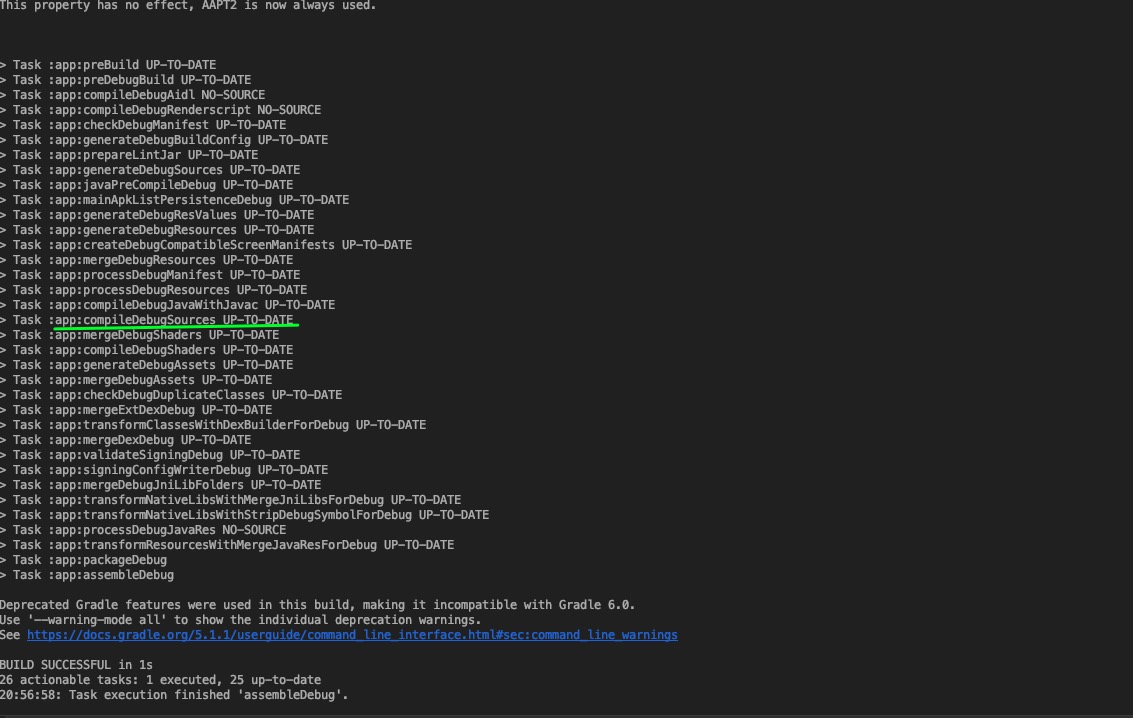 This property has no effect, AAPT2 is now always used.
> Task :app:preBuild UP-TO-DATE
> Task :app:preDebugBuild UP-TO-DATE
> Task :app:compileDebugAidl NO-SOURCE
> Task :app:compileDebugRenderscript NO-SOURCE
> Task :app:checkDebugManifest UP-TO-DATE
> Task :app:generateDebugBuildConfig UP-TO-DATE
> Task :app:prepareLintJar UP-TO-DATE
> Task :app:generateDebugSources UP-TO-DATE
> Task :app:javaPreCompileDebug UP-TO-DATE
> Task :app:mainApkListPersistenceDebug UP-TO-DATE
> Task :app:generateDebugResValues UP-TO-DATE
> Task :app:generateDebugResources UP-TO-DATE
> Task :app:createDebugCompatibleScreenManifests UP-TO-DATE
> Task :app:mergeDebugResources UP-TO-DATE
> Task :app:processDebugManifest UP-TO-DATE
> Task :app:processDebugResources UP-TO-DATE
> Task :app:compileDebugJavaWithJavac UP-TO-DATE
> Task :app:compileDebugSources UP-TO-DATE
> Task :app:mergeDebugShaders UP-TO-DATE
> Task :app:compileDebugShaders UP-TO-DATE
> Task :app:generateDebugAssets UP-TO-DATE
> Task :app:mergeDebugAssets UP-TO-DATE
> Task :app:checkDebugDuplicateClasses UP-TO-DATE
> Task :app:mergeExtDexDebug UP-TO-DATE
> Task :app:transformClassesWithDexBuilderForDebug UP-TO-DATE
> Task :app:mergeDexDebug UP-TO-DATE
> Task :app:validateSigningDebug UP-TO-DATE
> Task :app:signingConfigWriterDebug UP-TO-DATE
> Task :app:mergeDebugJniLibFolders UP-TO-DATE
> Task :app:transformNativeLibsWithMergeJniLibsForDebug UP-TO-DATE
> Task :app:transformNativeLibsWithStripDebugSymbolForDebug UP-TO-DATE
> Task :app:processDebugJavaRes NO-SOURCE
> Task :app:transformResourcesWithMergeJavaResForDebug UP-TO-DATE
> Task :app:packageDebug
> Task :app:assembleDebug
Deprecated Gradle features were used in this build, making it incompatible with Gradle 6.0.
Use '--warning-mode all' to show the individual deprecation warnings.
See https://docs.gradle.org/5.1.1/userguide/command_line_interface.html#sec:command_line_warnings
BUILD SUCCESSFUL in 1s
26 actionable tasks: 1 executed, 25 up-to-date
20:56:58: Task execution finished 'assembleDebug'.